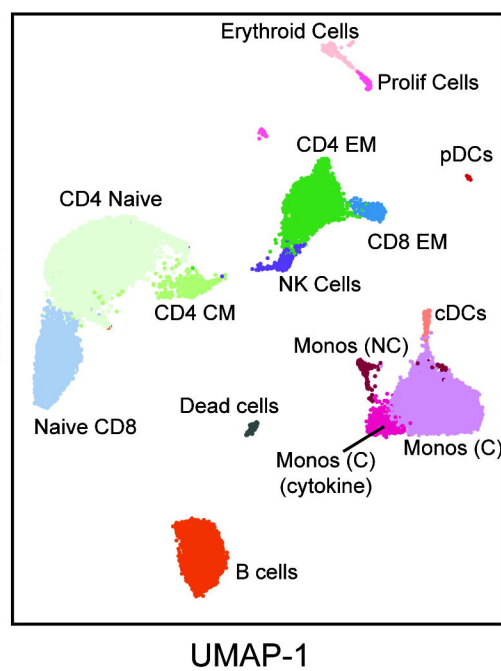 Erythroid Cells
Prolif Cells
CD4 EM
pDCs
CD4 Naive
CD8 EM
NK Cells
CD4 CM
cDCs
Monos (NC)
Dead cells
Naive CD8
Monos (C)
Monos (C)
(cytokine)
B cells
UMAP-1